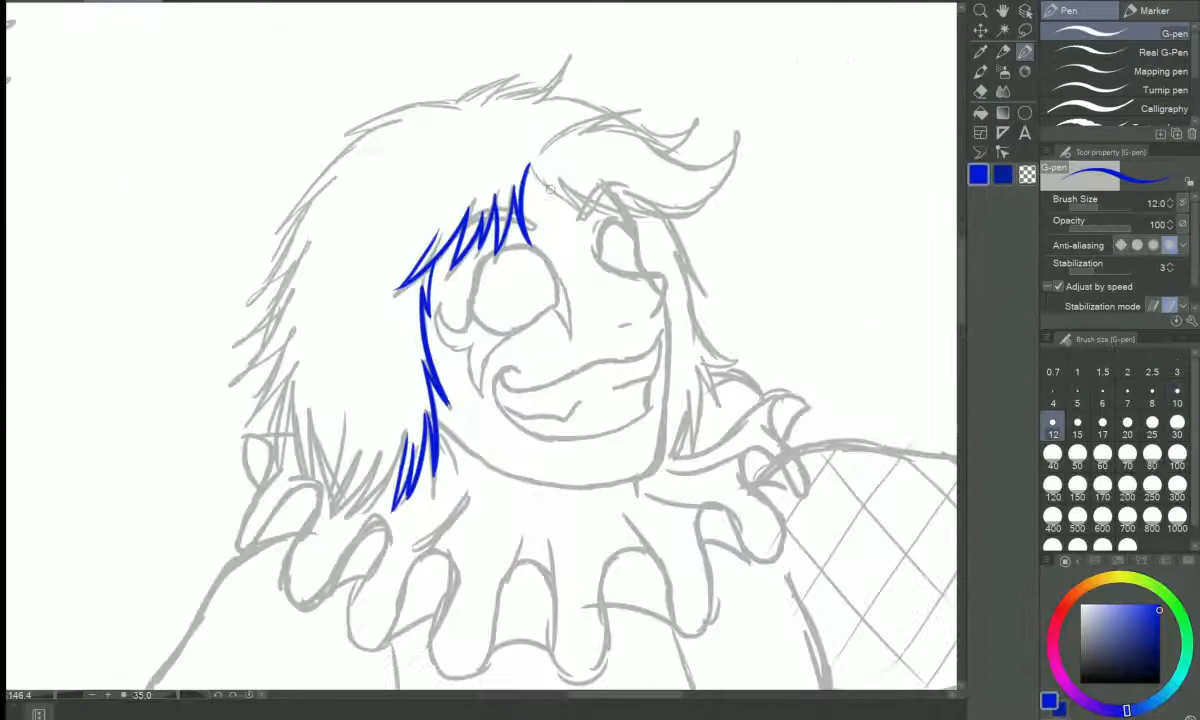 Pen Marker
G-pen
Real G-Pen
Mapping pen
Turnip pen
Calligraphy
Tool property [G-pen]
G-pen
Brush Size 12.0
Opacity 100
Anti-aliasing
Stabilization 3
Adjust by speed
Stabilization mode
Brush size [G-pen]
0.7 1 1.5 2 2.5 3
4 5 6 7 8 10
12 15 17 20 25 30
40 50 60 70 80 100
120 150 170 200 250 300
400 500 600 700 800 1000
146.4 35.0